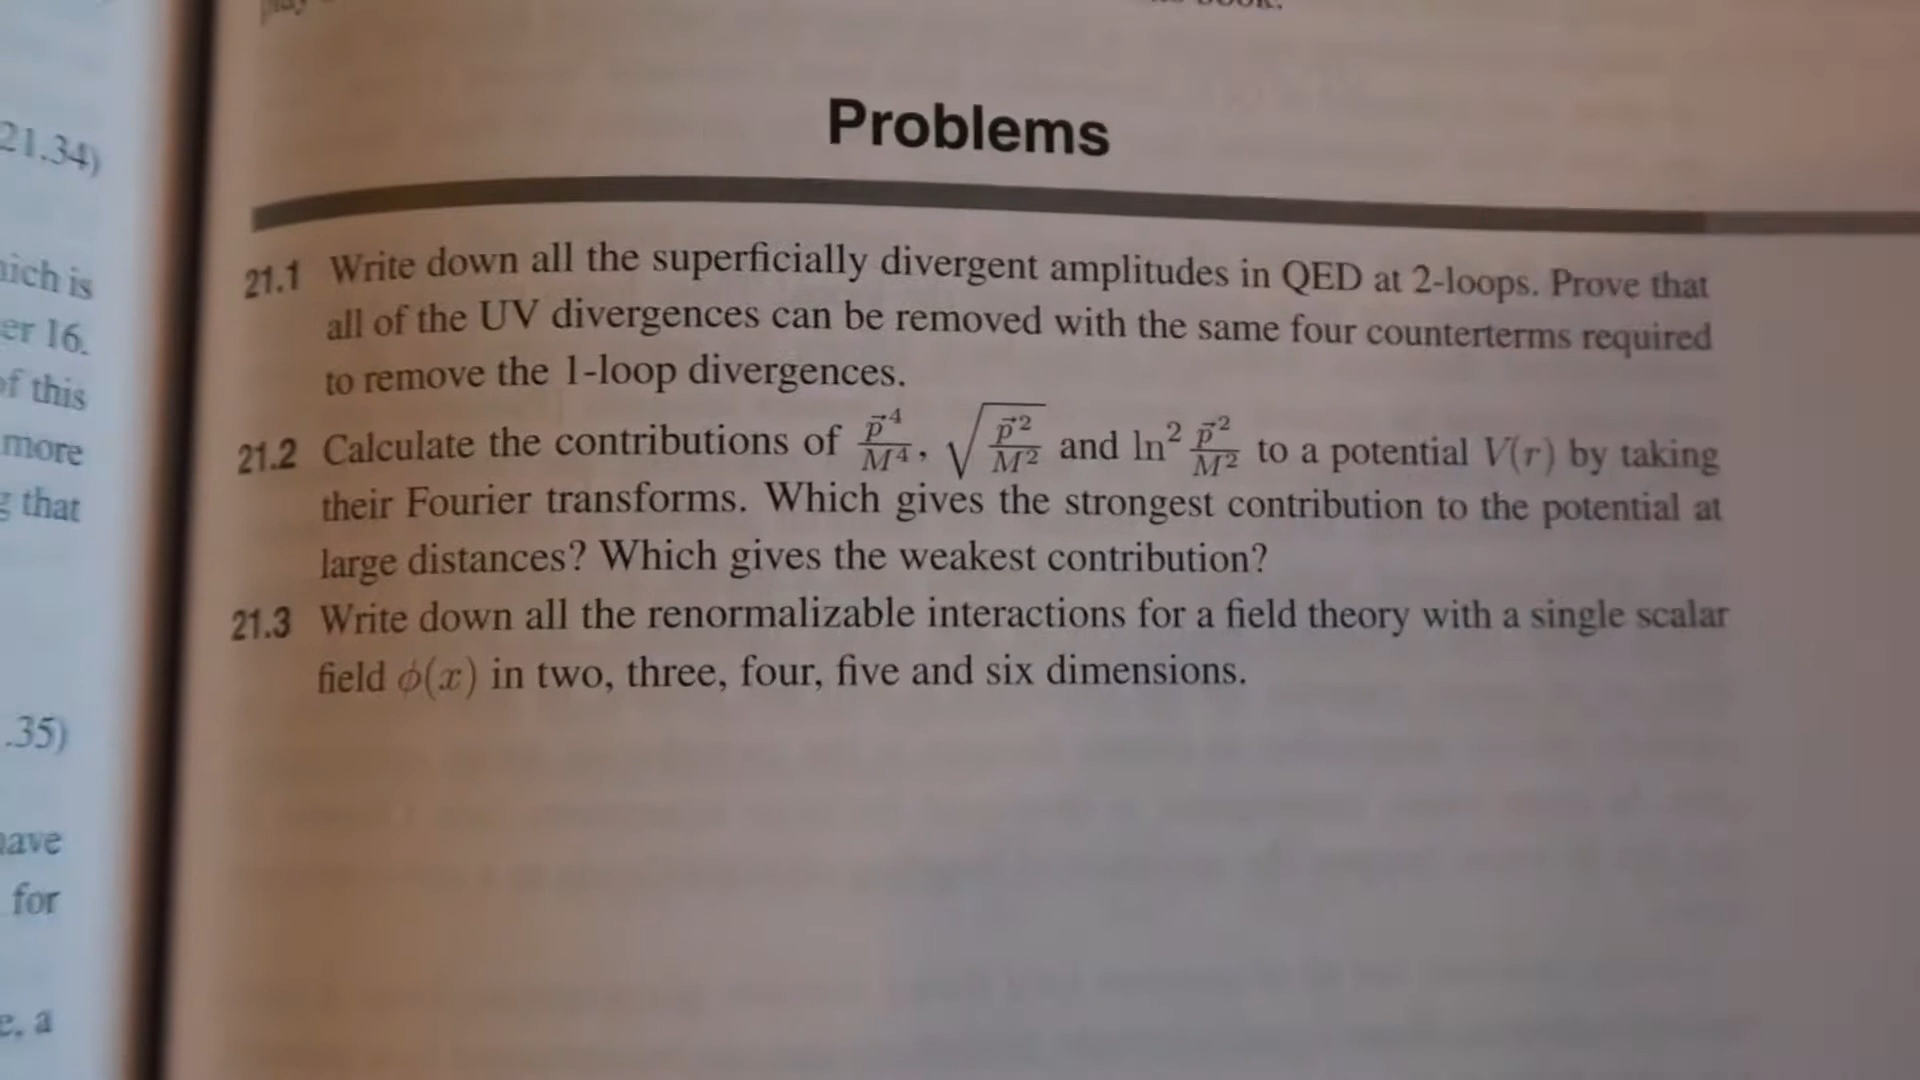 book.
21.34)
Problems
21.1 Write down all the superficially divergent amplitudes in QED at 2-loops. Prove that
all of the UV divergences can be removed with the same four counterterms required
to remove the 1-loop divergences.
21.2 Calculate the contributions of p⃗⁴/M⁴, √(p⃗²/M²) and ln² p⃗²/M² to a potential V(r) by taking
their Fourier transforms. Which gives the strongest contribution to the potential at
large distances? Which gives the weakest contribution?
21.3 Write down all the renormalizable interactions for a field theory with a single scalar
field ϕ(x) in two, three, four, five and six dimensions.
is
er 16.
of this
more
that
.35)
have
for
e, a